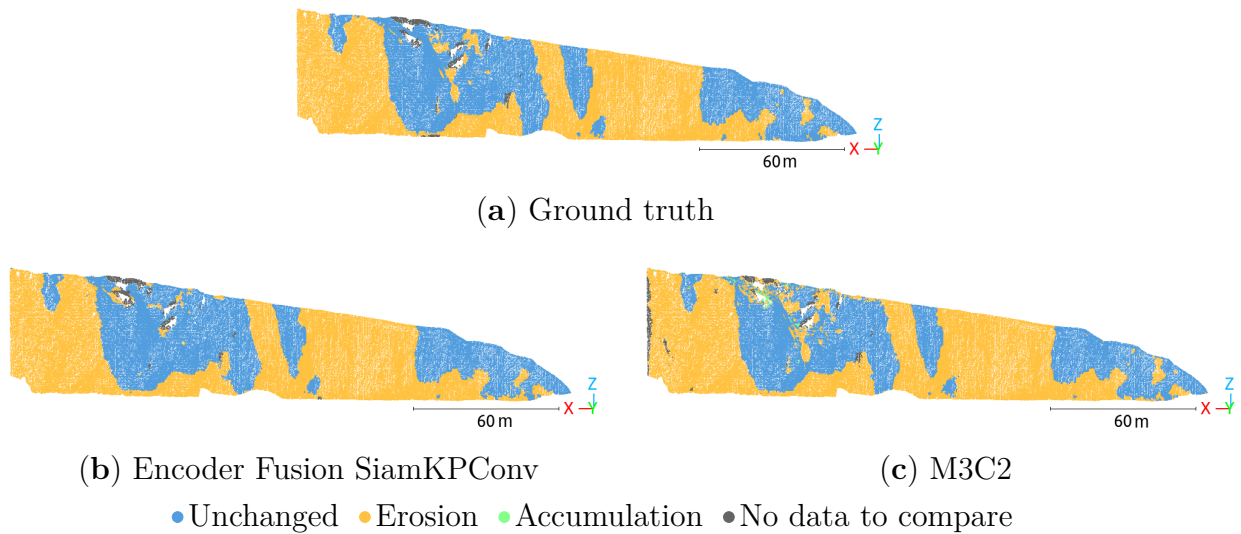 Z
X Y
60 m
(a) Ground truth
Z
X Y
60 m
Z
X Y
60 m
(b) Encoder Fusion SiamKPConv
(c) M3C2
Unchanged Erosion Accumulation No data to compare